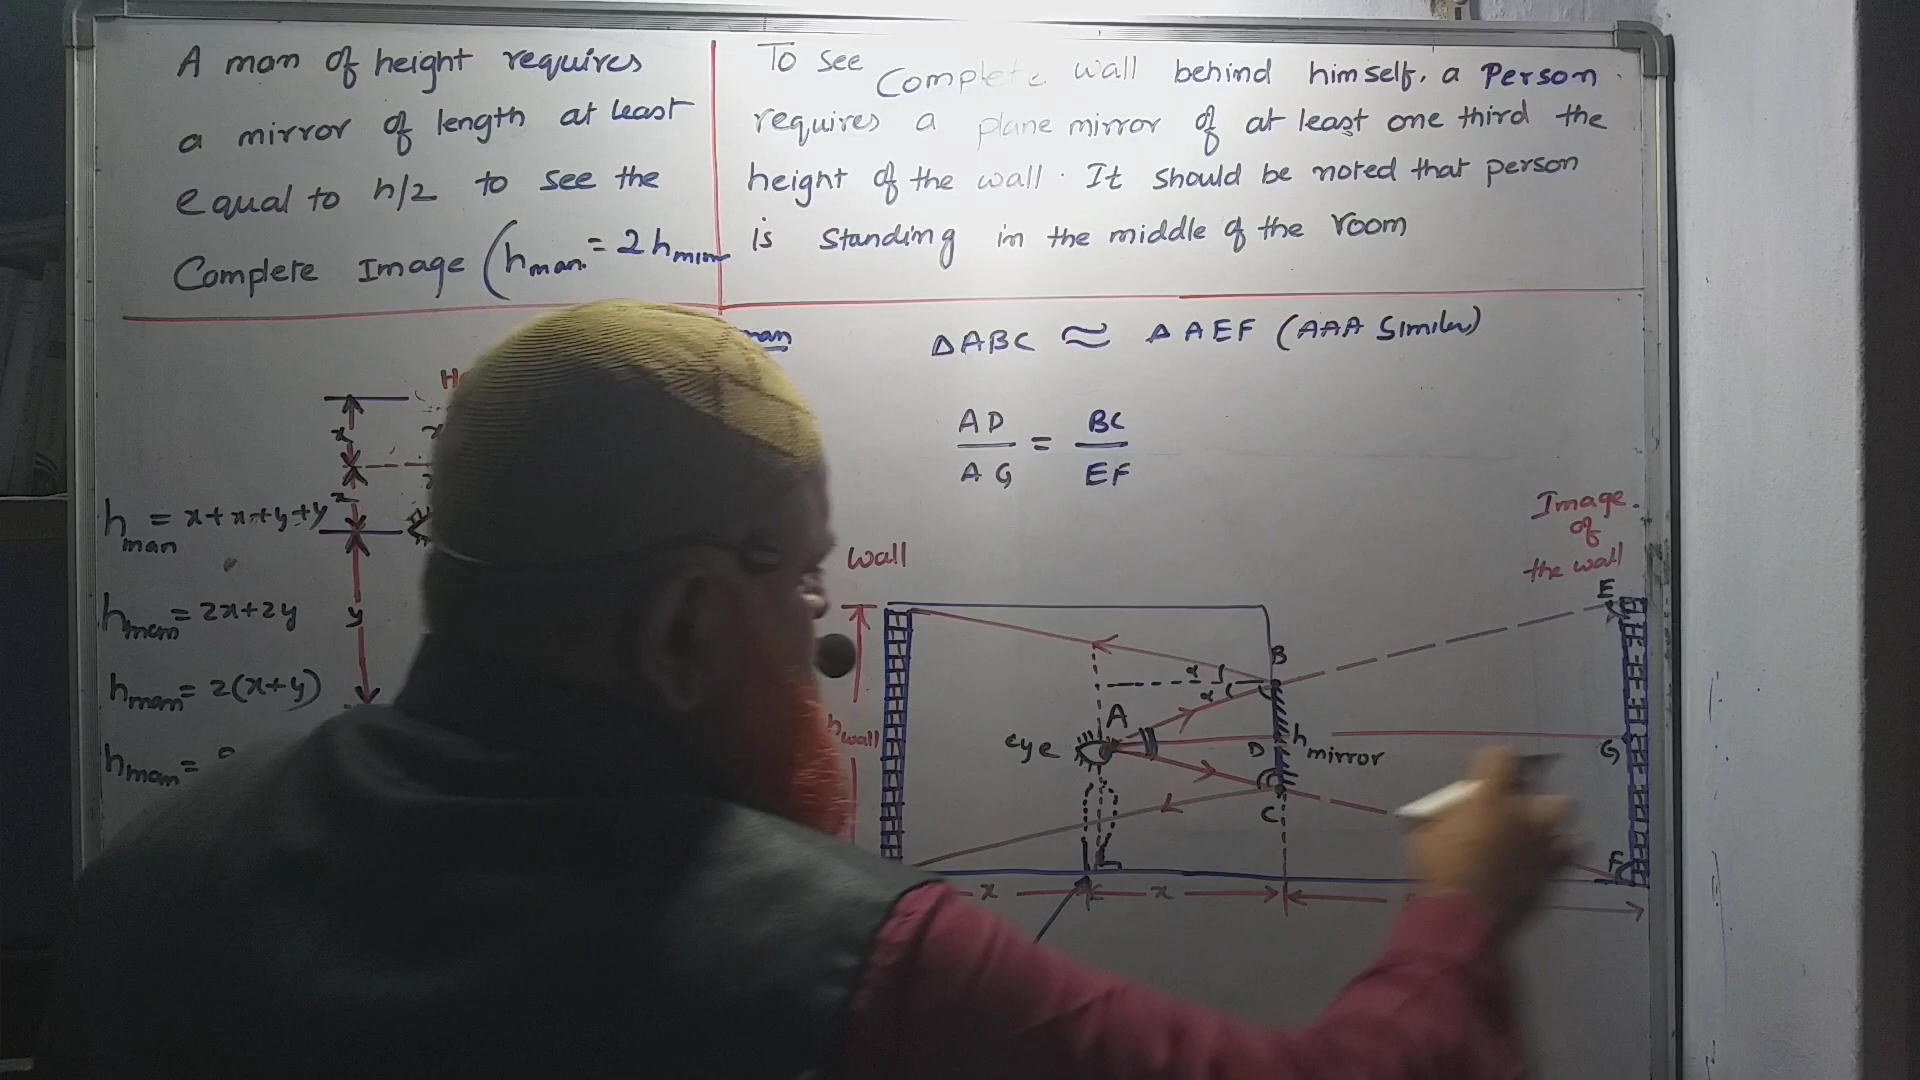 A man of height requires
a mirror of length at least
equal to h/2 to see the
Complete Image (hman. = 2h
To see Complete wall behind himself, a Person
requires a plane mirror of at least one third the
height of the wall. It should be noted that person
is standing in the middle of the room
man
ΔABC ≈ ΔAEF (AAA Similer)
AD/AG = BC/EF
x
x
hman = x+x+y+y
hman = 2x+2y
y
hman = 2(x+y)
hman =
wall
hwall
Image
of
the wall
E
B
α
α
A
eye
D
hmirror
G
C
F
x
x